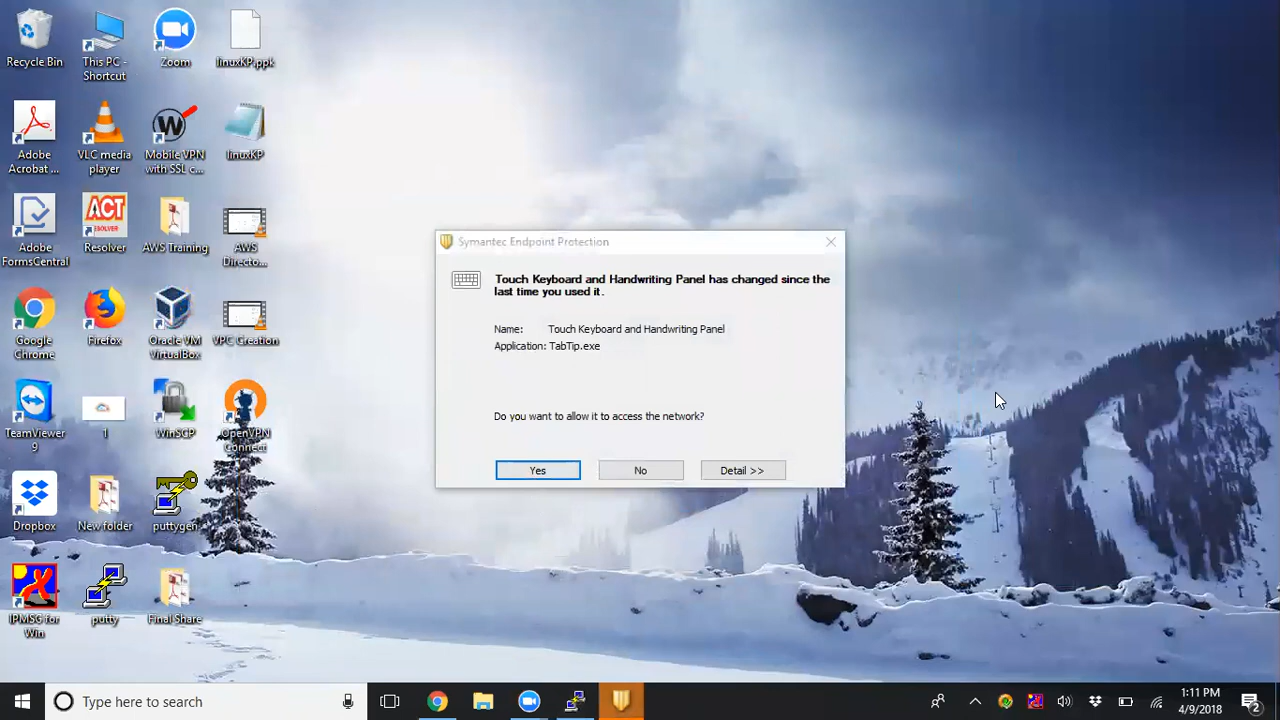 Recycle Bin
This PC -
Shortcut
Zoom
linuxKP.ppk
Adobe
Acrobat ...
VLC media
player
W
Mobile VPN
with SSL c...
linuxKP
Adobe
FormsCentral
ACT
RESOLVER
Resolver
AWS Training
AWS
Directo...
Google
Chrome
Firefox
Oracle VM
VirtualBox
VPC Creation
TeamViewer
9
1
WinSCP
OpenVPN
Connect
Dropbox
New folder
puttygen
IPMSG for
Win
putty
Final Share
Symantec Endpoint Protection
Touch Keyboard and Handwriting Panel has changed since the
last time you used it.
Name: Touch Keyboard and Handwriting Panel
Application: TabTip.exe
Do you want to allow it to access the network?
Yes
No
Detail >>
Type here to search
1:11 PM
4/9/2018
2